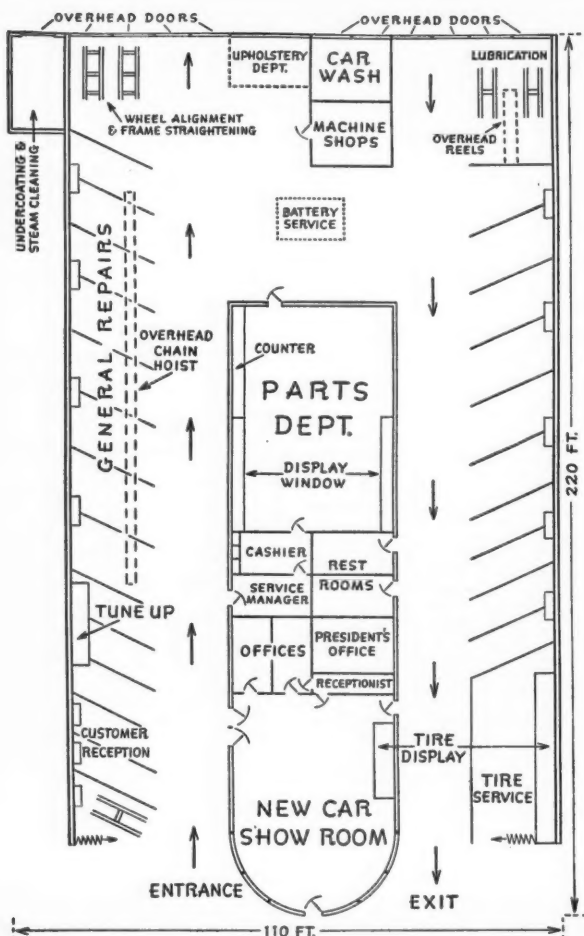 OVERHEAD DOORS
OVERHEAD DOORS
UPHOLSTERY
DEPT.
CAR
WASH
LUBRICATION
WHEEL ALIGNMENT
& FRAME STRAIGHTENING
MACHINE
SHOPS
OVERHEAD
REELS
UNDERCOATING &
STEAM CLEANING
BATTERY
SERVICE
GENERAL REPAIRS
OVERHEAD
CHAIN
HOIST
COUNTER
PARTS
DEPT.
DISPLAY
WINDOW
220 FT.
CASHIER
REST
ROOMS
SERVICE
MANAGER
TUNE UP
OFFICES
PRESIDENT'S
OFFICE
RECEPTIONIST
CUSTOMER
RECEPTION
TIRE
DISPLAY
TIRE
SERVICE
NEW CAR
SHOW ROOM
ENTRANCE
EXIT
110 FT.